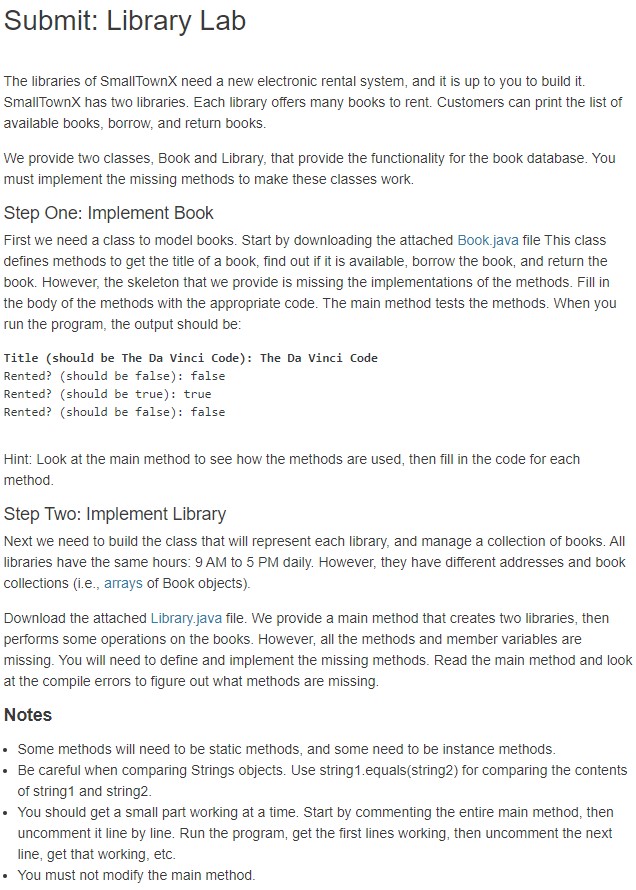 Submit: Library Lab
The libraries of SmallTownX need a new electronic rental system, and it is up to you to build it.
SmallTownX has two libraries. Each library offers many books to rent. Customers can print the list of
available books, borrow, and return books.
We provide two classes, Book and Library, that provide the functionality for the book database. You
must implement the missing methods to make these classes work.
Step One: Implement Book
First we need a class to model books. Start by downloading the attached Book.java file This class
defines methods to get the title of a book, find out if it is available, borrow the book, and return the
book. However, the skeleton that we provide is missing the implementations of the methods. Fill in
the body of the methods with the appropriate code. The main method tests the methods. When you
run the program, the output should be:
Title (should be The Da Vinci Code): The Da Vinci Code
Rented? (should be false): false
Rented? (should be true): true
Rented? (should be false): false
Hint: Look at the main method to see how the methods are used, then fill in the code for each
method.
Step Two: Implement Library
Next we need to build the class that will represent each library, and manage a collection of books. All
libraries have the same hours: 9 AM to 5 PM daily. However, they have different addresses and book
collections (i.e., arrays of Book objects).
Download the attached Library.java file. We provide a main method that creates two libraries, then
performs some operations on the books. However, all the methods and member variables are
missing. You will need to define and implement the missing methods. Read the main method and look
at the compile errors to figure out what methods are missing.
Notes
• Some methods will need to be static methods, and some need to be instance methods.
• Be careful when comparing Strings objects. Use string1.equals(string2) for comparing the contents
of string1 and string2.
• You should get a small part working at a time. Start by commenting the entire main method, then
uncomment it line by line. Run the program, get the first lines working, then uncomment the next
line, get that working, etc.
• You must not modify the main method.